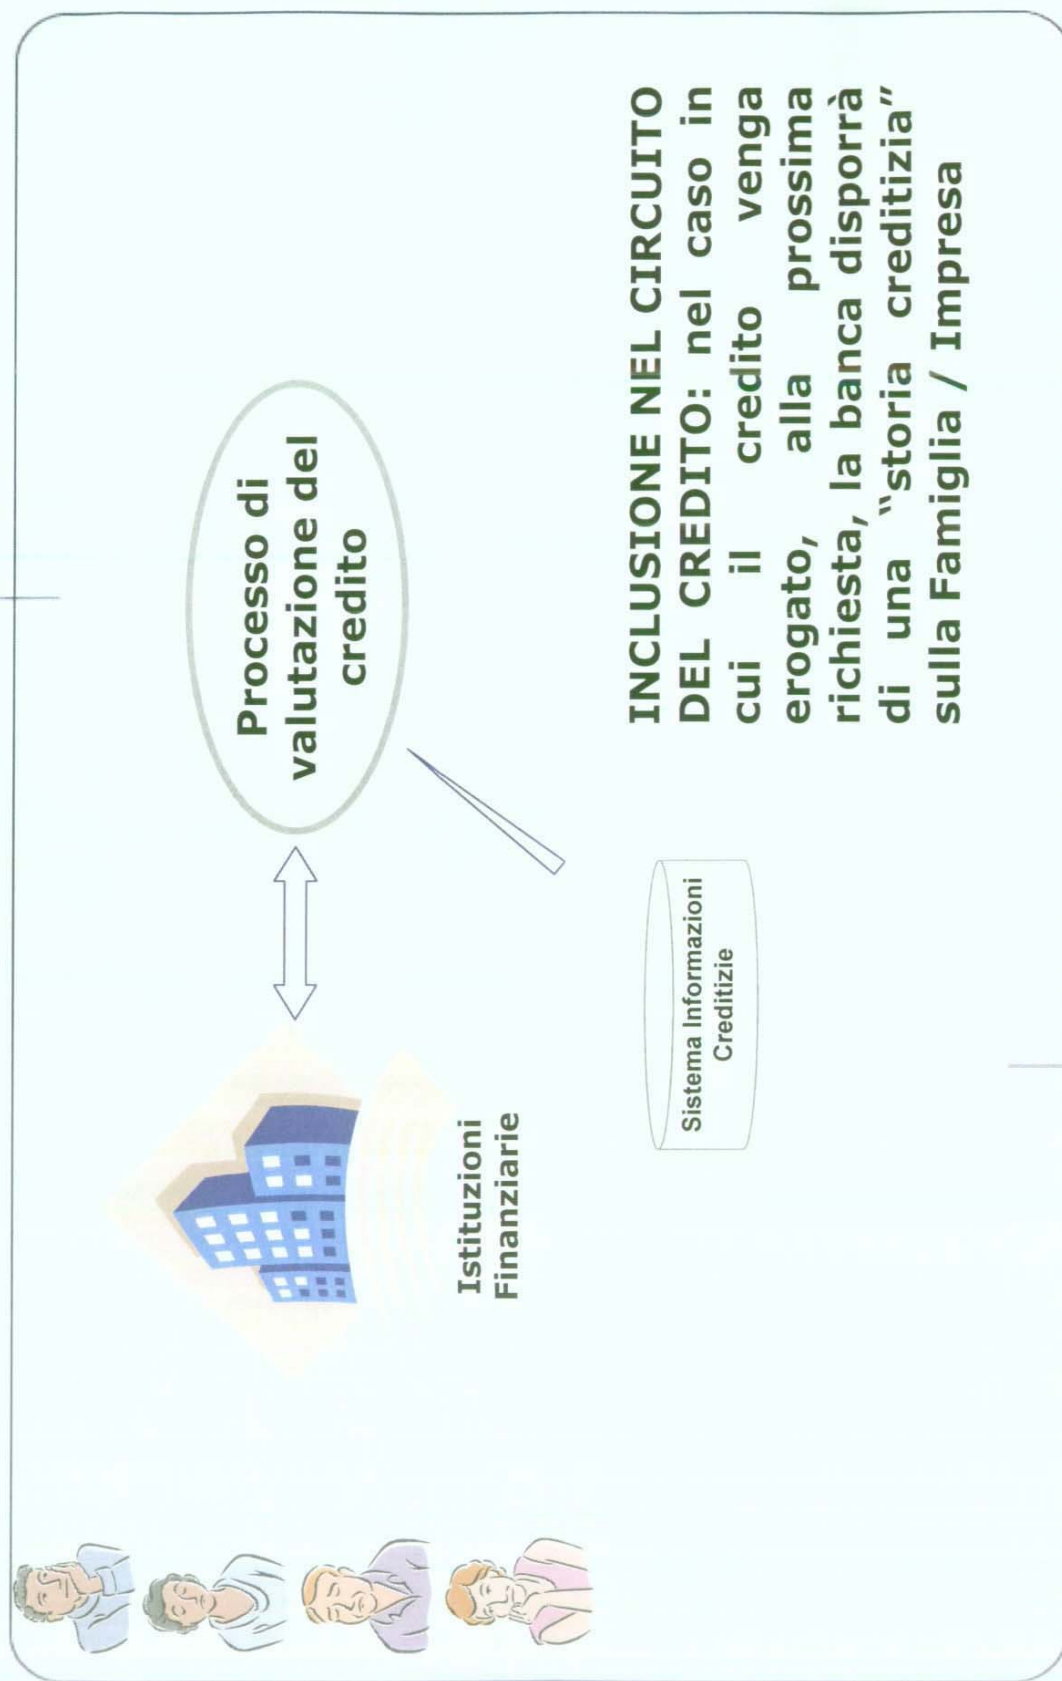 Processo di
valutazione del
credito
Istituzioni
Finanziarie
Sistema Informazioni
Creditizie
INCLUSIONE NEL CIRCUITO
DEL CREDITO: nel caso in
cui il credito venga
erogato, alla prossima
richiesta, la banca disporrà
di una “storia creditizia”
sulla Famiglia / Impresa